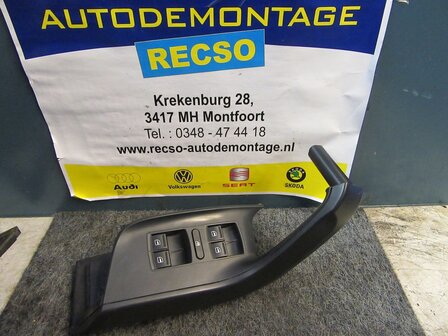 AUTODEMONTAGE
RECSO
Krekenburg 28,
3417 MH Montfoort
Tel. : 0348 - 47 44 18
www.recso-autodemontage.nl
Audi
Volkswagen
SEAT
SKODA